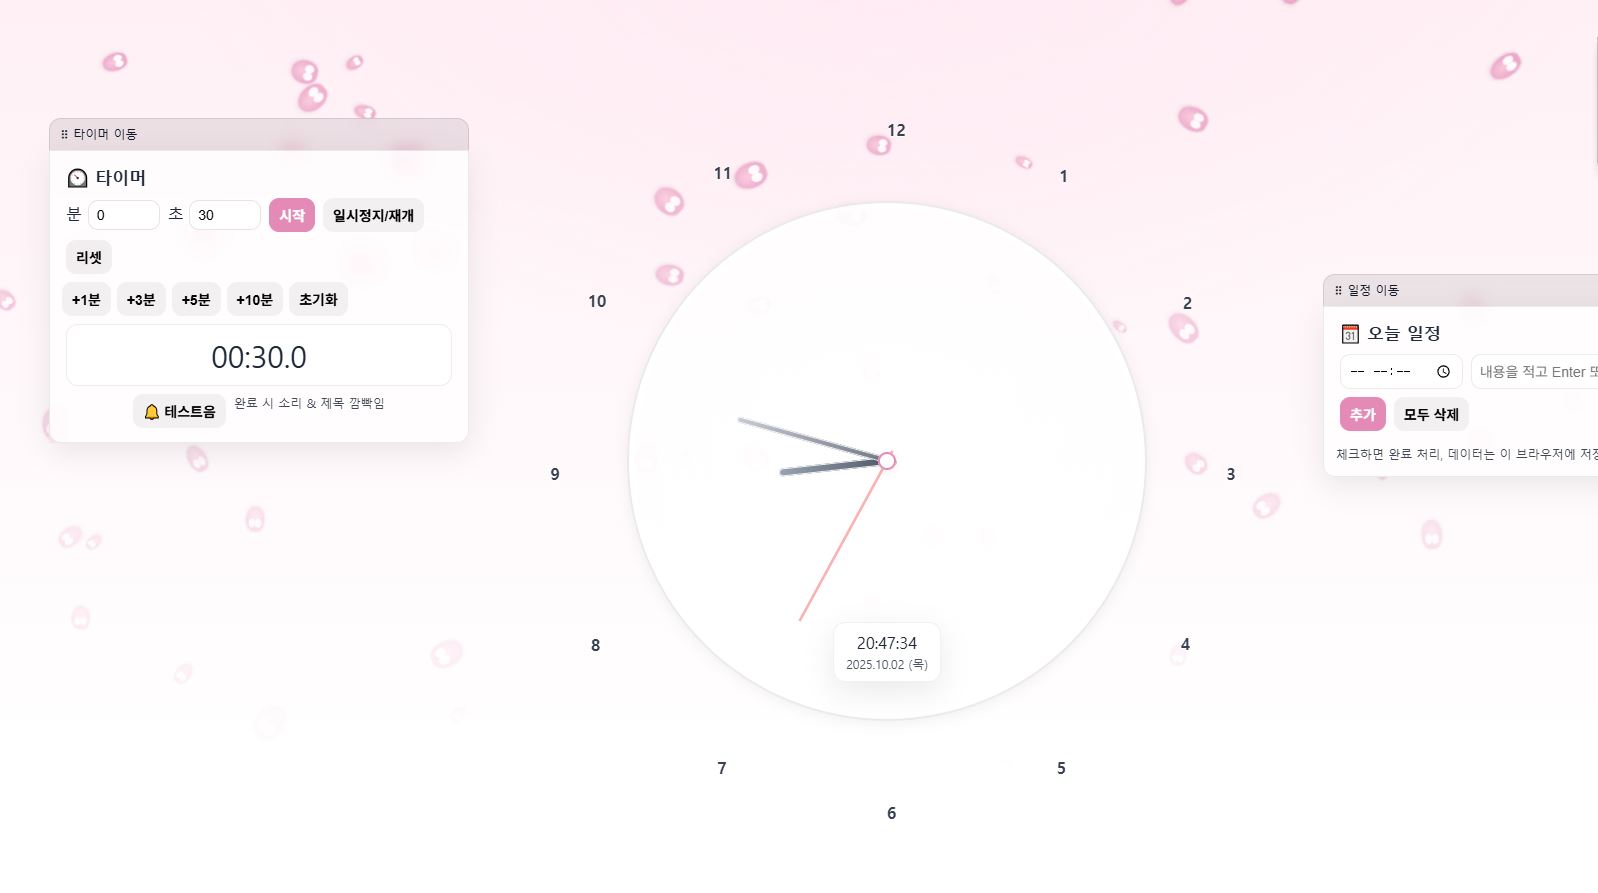 ⠿ 타이머 이동
🕰 타이머
분 0 초 30 시작 일시정지/재개
리셋
+1분 +3분 +5분 +10분 초기화
00:30.0
🔔 테스트음 완료 시 소리 & 제목 깜빡임
12
11
1
10
2
9
3
8
4
7
5
6
20:47:34
2025.10.02 (목)
⠿ 일정 이동
📅 오늘 일정
-- --:-- 내용을 적고 Enter 또
추가 모두 삭제
체크하면 완료 처리, 데이터는 이 브라우저에 저장